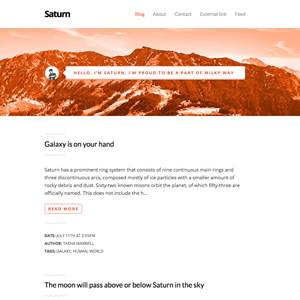 Saturn
Blog About Contact External link Feed
HELLO, I'M SATURN. I'M PROUD TO BE A PART OF MILKY WAY
Galaxy is on your hand
Saturn has a prominent ring system that consists of nine continuous main rings and
three discontinuous arcs, composed mostly of ice particles with a smaller amount of
rocky debris and dust. Sixty-two known moons orbit the planet, of which fifty-three are
officially named. This does not include the h...
READ MORE
DATE: JULY 11TH AT 2:05PM
AUTHOR: TASHA MAXWELL
TAGS: GALAXY, HUMAN, WORLD
The moon will pass above or below Saturn in the sky